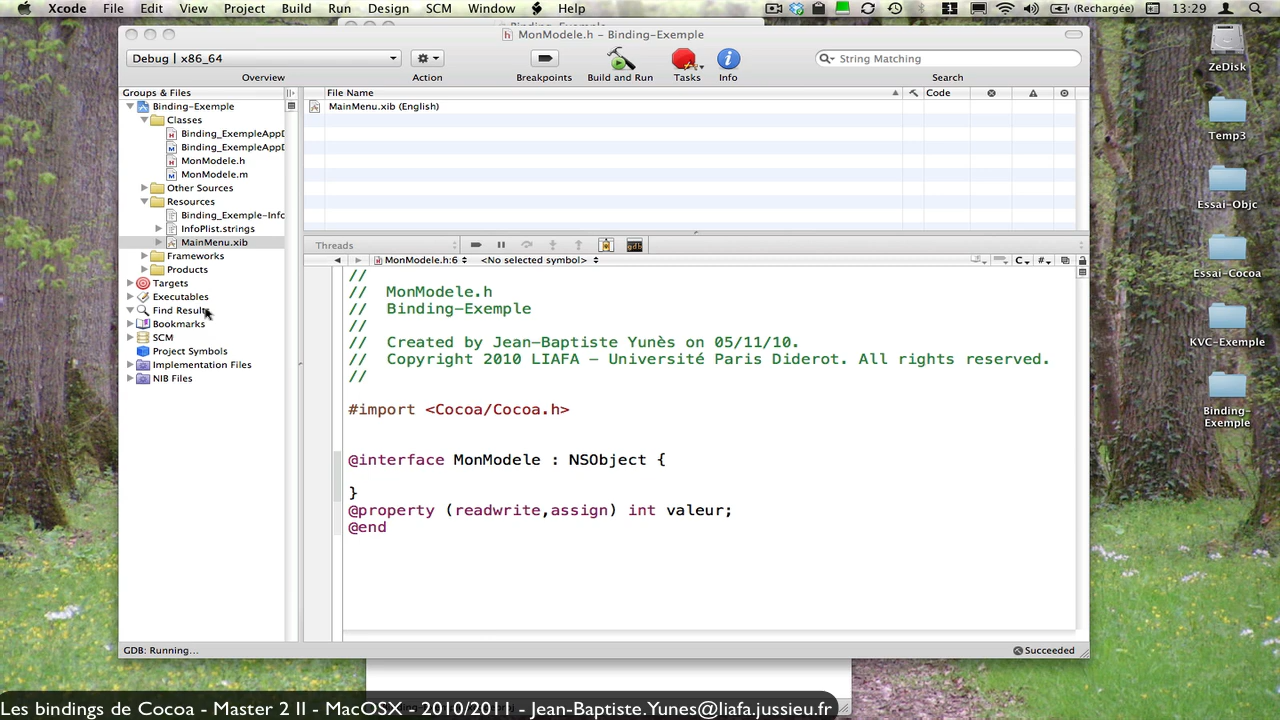 Xcode File Edit View Project Build Run Design SCM Window Help (Rechargée) 13:29
MonModele.h – Binding-Exemple
Debug | x86_64
String Matching
Overview Action Breakpoints Build and Run Tasks Info Search
Groups & Files
Binding-Exemple
Classes
Binding_ExempleAppD
Binding_ExempleAppD
MonModele.h
MonModele.m
Other Sources
Resources
Binding_Exemple-Info
InfoPlist.strings
MainMenu.xib
Frameworks
Products
Targets
Executables
Find Results
Bookmarks
SCM
Project Symbols
Implementation Files
NIB Files
File Name Code
MainMenu.xib (English)
Threads gdb
MonModele.h:6 <No selected symbol> C #
//
// MonModele.h
// Binding-Exemple
//
// Created by Jean-Baptiste Yunès on 05/11/10.
// Copyright 2010 LIAFA – Université Paris Diderot. All rights reserved.
//
#import <Cocoa/Cocoa.h>
@interface MonModele : NSObject {
}
@property (readwrite,assign) int valeur;
@end
GDB: Running...
Succeeded
ZeDisk
Temp3
Essai-Objc
Essai-Cocoa
KVC-Exemple
Binding-
Exemple
Les bindings de Cocoa - Master 2 II - MacOSX - 2010/2011 - Jean-Baptiste.Yunes@liafa.jussieu.fr